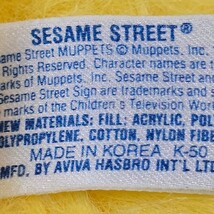 SESAME STREET®
Sesame Street MUPPETS © Muppets, Inc.
Rights Reserved. Character names are t
of Muppets, Inc. Sesame Street and
Sesame Street Sign are trademarks and s
marks of the Children's Television Work
NEW MATERIALS: FILL: ACRYLIC, POL
POLYPROPYLENE, COTTON, NYLON FIBE
MADE IN KOREA K-50
MFD. BY AVIVA HASBRO INT'L LTD